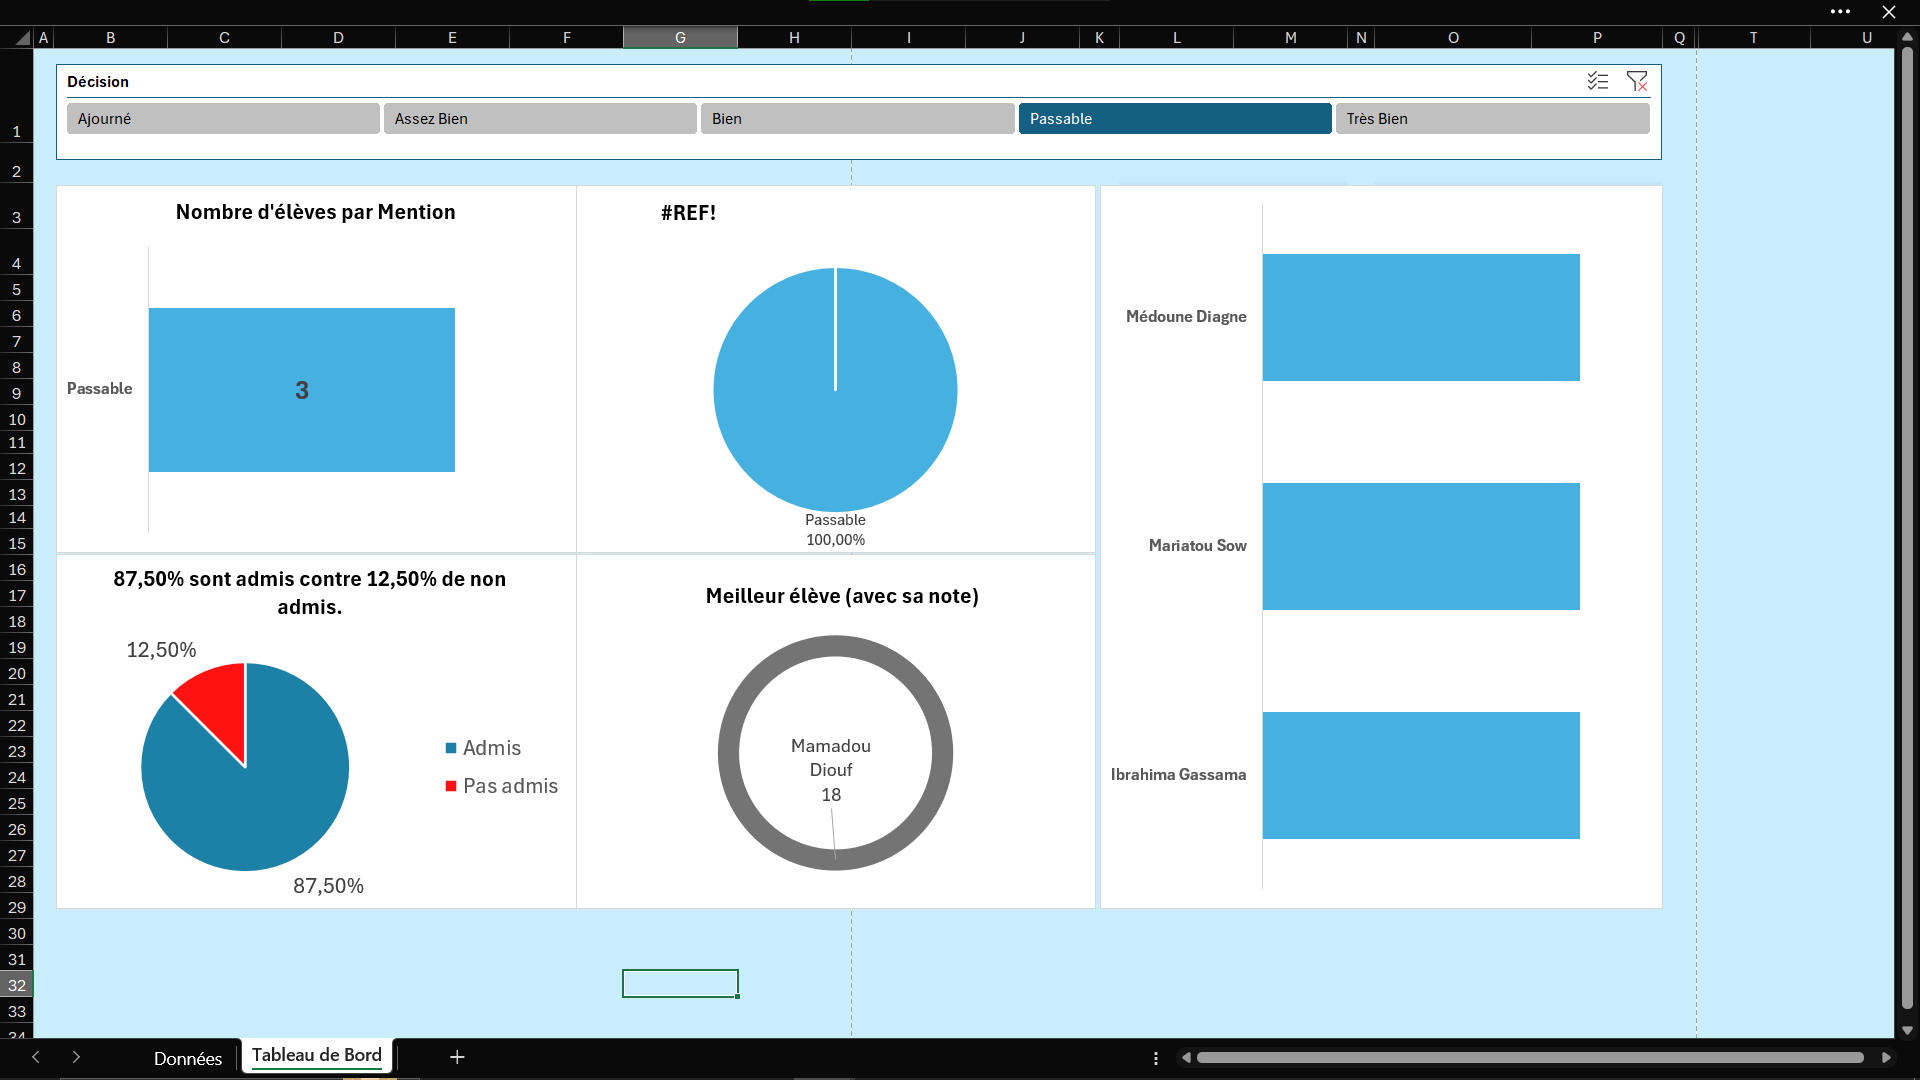 A B C D E F G H I J K L M N O P Q T U
Décision
Ajourné Assez Bien Bien Passable Très Bien
1
2
3
4
5
6
7
8
9
10
11
12
13
14
15
16
17
18
19
20
21
22
23
24
25
26
27
28
29
30
31
32
33
34
Nombre d'élèves par Mention
Passable
3
#REF!
Passable
100,00%
Médoune Diagne
Mariatou Sow
Ibrahima Gassama
87,50% sont admis contre 12,50% de non
admis.
12,50%
Admis
Pas admis
87,50%
Meilleur élève (avec sa note)
Mamadou
Diouf
18
Données Tableau de Bord